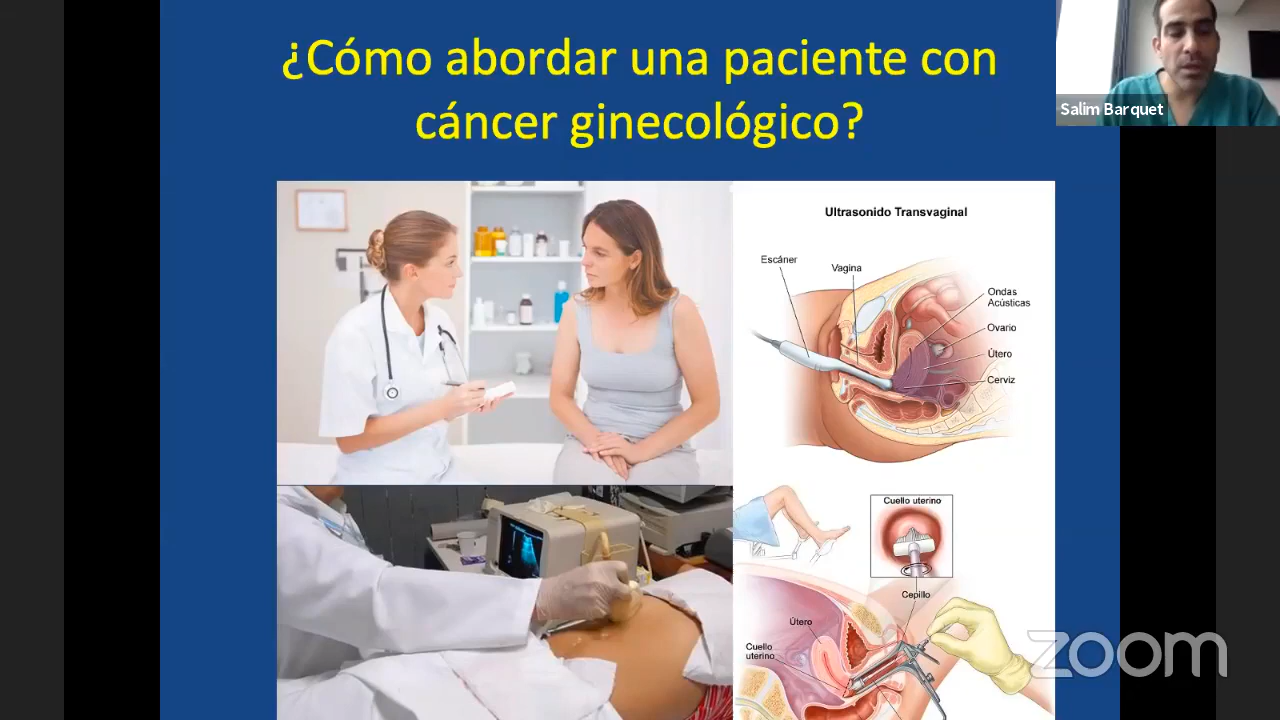 ¿Cómo abordar una paciente con
cáncer ginecológico?
Salim Barquet
Ultrasonido Transvaginal
Escáner
Vagina
Ondas
Acústicas
Ovario
Útero
Cerviz
Cuello uterino
Cepillo
Útero
Cuello
uterino
zoom